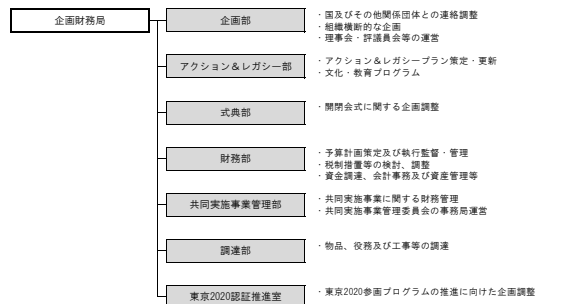 企画財務局
企画部
・国及びその他関係団体との連絡調整
・組織横断的な企画
・理事会・評議員会等の運営
アクション＆レガシー部
・アクション＆レガシープラン策定・更新
・文化・教育プログラム
式典部
・開閉会式に関する企画調整
財務部
・予算計画策定及び執行監督・管理
・税制措置等の検討、調整
・資金調達、会計事務及び資産管理等
共同実施事業管理部
・共同実施事業に関する財務管理
・共同実施事業管理委員会の事務局運営
調達部
・物品、役務及び工事等の調達
東京2020認証推進室
・東京2020参画プログラムの推進に向けた企画調整